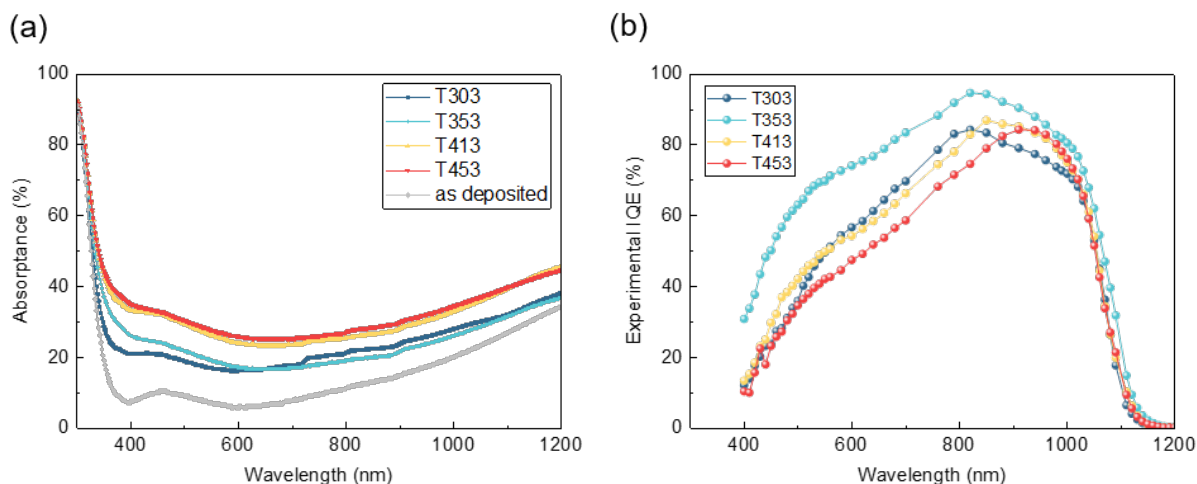 (a)
100
80
60
40
20
0
Absorptance (%)
400 600 800 1000 1200
Wavelength (nm)
T303
T353
T413
T453
as deposited
(b)
100
80
60
40
20
0
Experimental IQE (%)
400 600 800 1000 1200
Wavelength (nm)
T303
T353
T413
T453